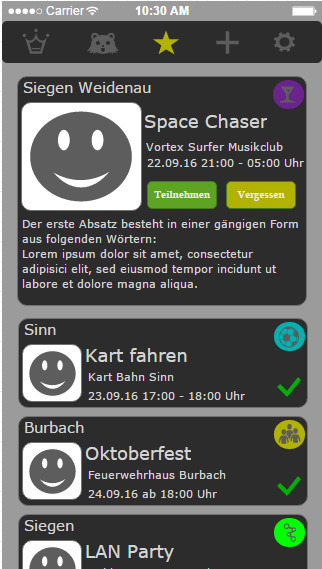 Carrier
10:30 AM
Siegen Weidenau
Space Chaser
Vortex Surfer Musikclub
22.09.16 21:00 - 05:00 Uhr
Teilnehmen Vergessen
Der erste Absatz besteht in einer gängigen Form
aus folgenden Wörtern:
Lorem ipsum dolor sit amet, consectetur
adipisici elit, sed eiusmod tempor incidunt ut
labore et dolore magna aliqua.
Sinn
Kart fahren
Kart Bahn Sinn
23.09.16 17:00 - 18:00 Uhr
Burbach
Oktoberfest
Feuerwehrhaus Burbach
24.09.16 ab 18:00 Uhr
Siegen
LAN Party